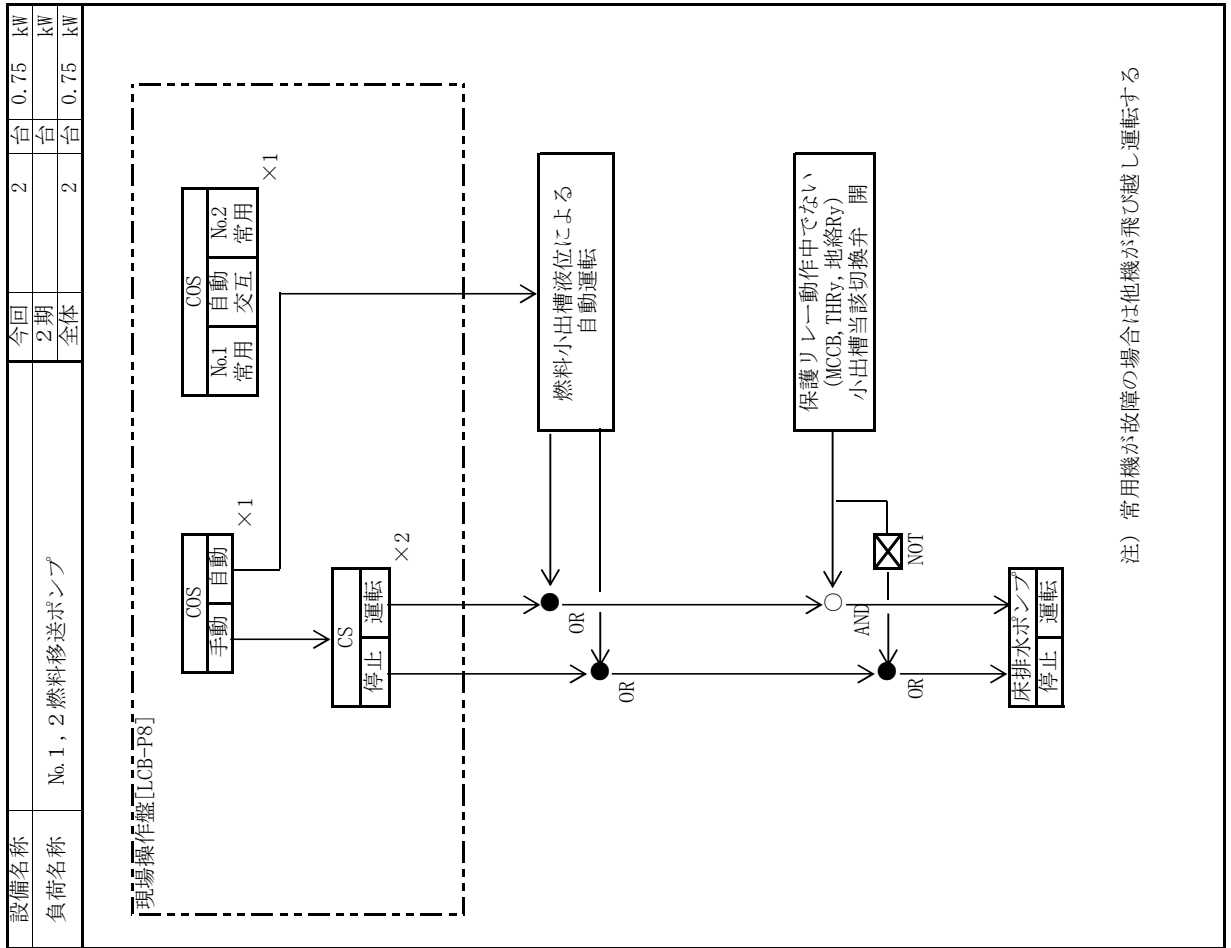 設備名称 今回 2 台 0.75 kW
負荷名称 No.1,2燃料移送ポンプ 2期 台 kW
全体 2 台 0.75 kW
現場操作盤[LCB-P8]
COS
手動 自動
×1
COS
No.1 常用
自動 交互
No.2 常用
×1
CS
停止 運転
×2
燃料小出槽液位による
自動運転
OR
OR
保護リレー動作中でない
(MCCB,THRy,地絡Ry)
小出槽当該切換弁 開
AND
NOT
OR
床排水ポンプ
停止 運転
注) 常用機が故障の場合は他機が飛び越し運転する